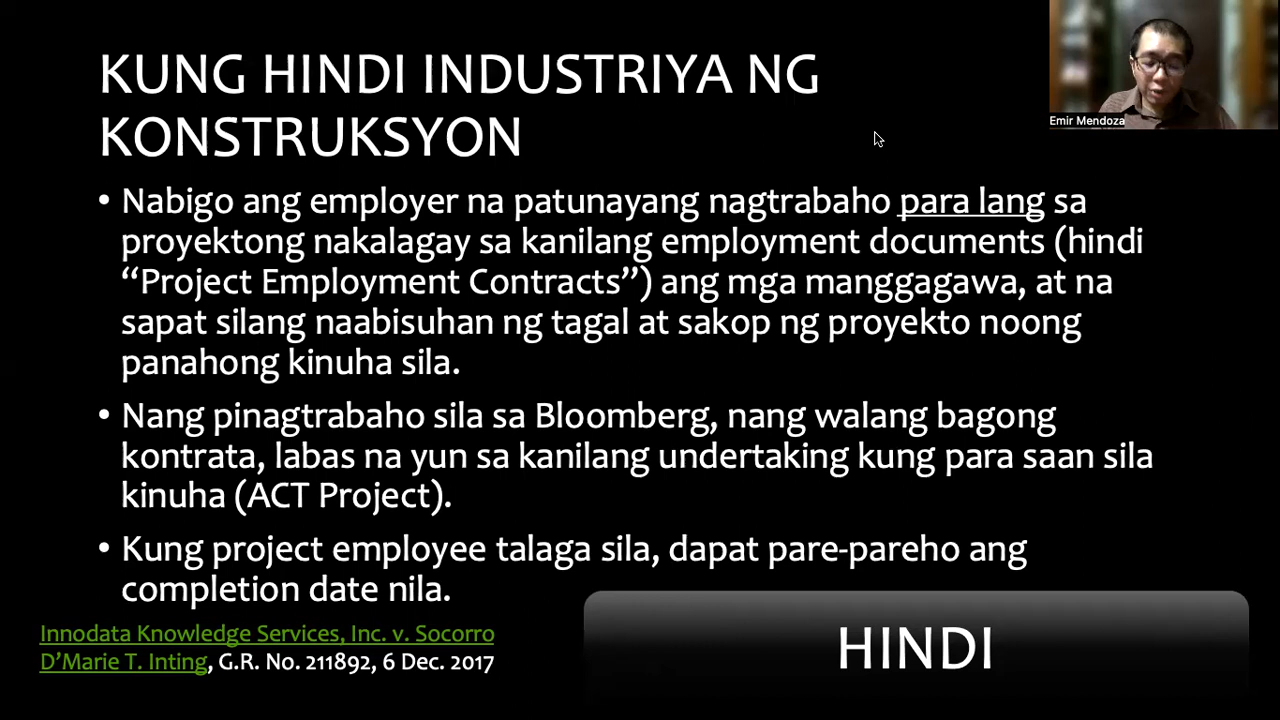 KUNG HINDI INDUSTRIYA NG
KONSTRUKSYON
Emir Mendoza
• Nabigo ang employer na patunayang nagtrabaho para lang sa
proyektong nakalagay sa kanilang employment documents (hindi
“Project Employment Contracts”) ang mga manggagawa, at na
sapat silang naabisuhan ng tagal at sakop ng proyekto noong
panahong kinuha sila.
• Nang pinagtrabaho sila sa Bloomberg, nang walang bagong
kontrata, labas na yun sa kanilang undertaking kung para saan sila
kinuha (ACT Project).
• Kung project employee talaga sila, dapat pare-pareho ang
completion date nila.
Innodata Knowledge Services, Inc. v. Socorro
D’Marie T. Inting, G.R. No. 211892, 6 Dec. 2017
HINDI